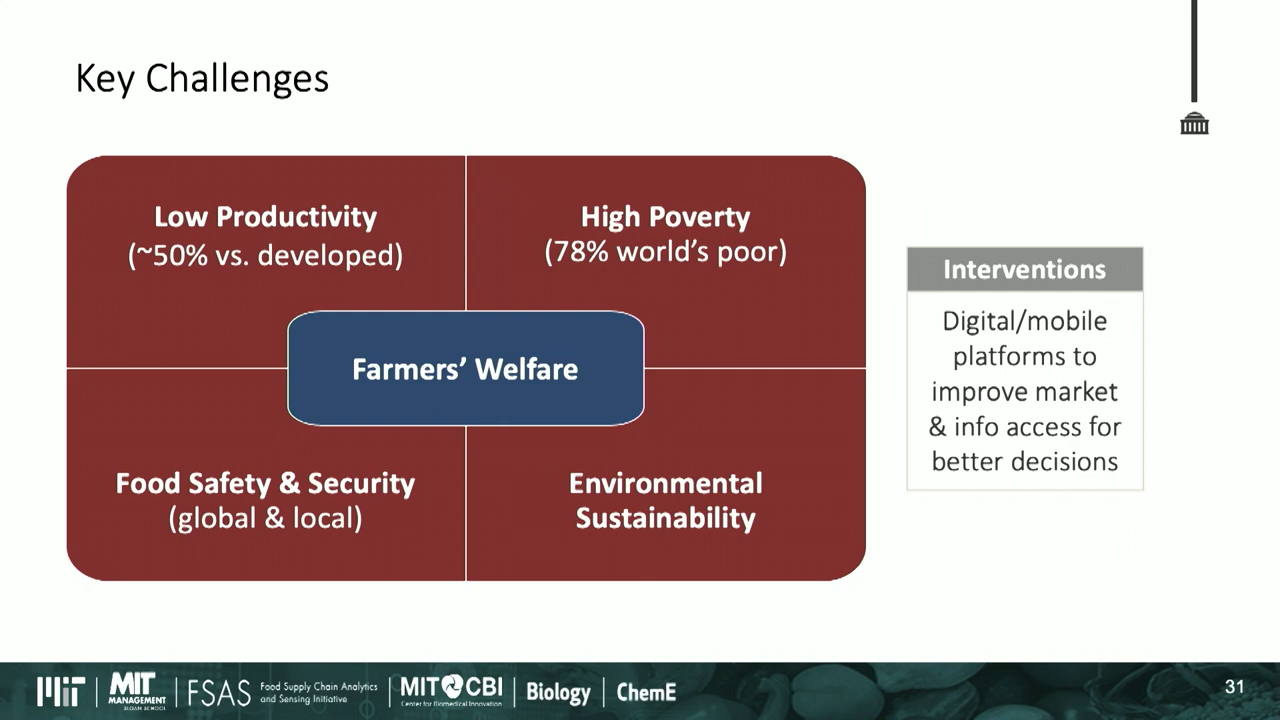 Key Challenges
Low Productivity
(~50% vs. developed)
High Poverty
(78% world's poor)
Farmers' Welfare
Food Safety & Security
(global & local)
Environmental
Sustainability
Interventions
Digital/mobile
platforms to
improve market
& info access for
better decisions
MIT
MANAGEMENT
SLOAN SCHOOL
FSAS
Food Supply Chain Analytics
and Sensing Initiative
MIT CBI
Center for Biomedical Innovation
Biology
ChemE
31